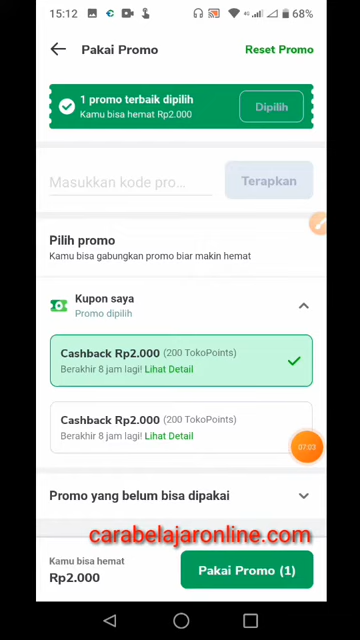 15:12
68%
Pakai Promo
Reset Promo
1 promo terbaik dipilih
Kamu bisa hemat Rp2.000
Dipilih
Masukkan kode pro...
Terapkan
Pilih promo
Kamu bisa gabungkan promo biar makin hemat
Kupon saya
Promo dipilih
Cashback Rp2.000 (200 TokoPoints)
Berakhir 8 jam lagi! Lihat Detail
Cashback Rp2.000 (200 TokoPoints)
Berakhir 8 jam lagi! Lihat Detail
07:03
Promo yang belum bisa dipakai
carabelajaronline.com
Kamu bisa hemat
Rp2.000
Pakai Promo (1)